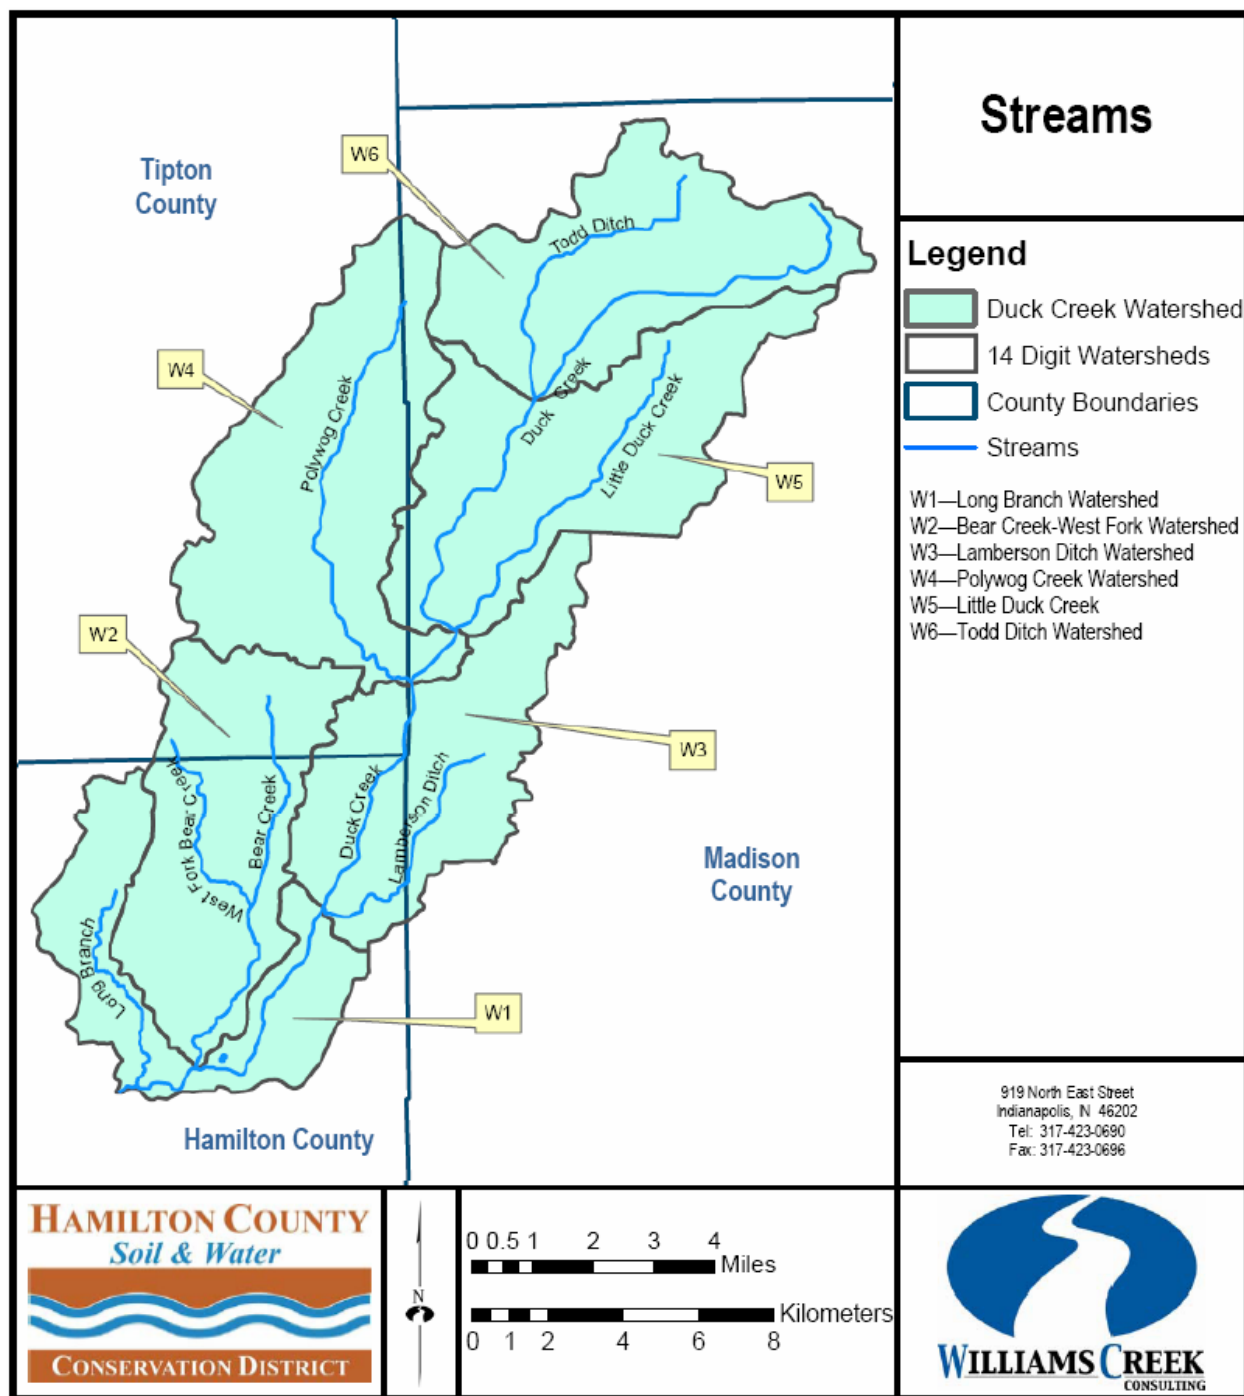 Streams
Legend
Duck Creek Watershed
14 Digit Watersheds
County Boundaries
Streams
W1—Long Branch Watershed
W2—Bear Creek-West Fork Watershed
W3—Lamberson Ditch Watershed
W4—Polywog Creek Watershed
W5—Little Duck Creek
W6—Todd Ditch Watershed
Tipton
County
W6
Todd Ditch
W4
Polywog Creek
Duck Creek
Little Duck Creek
W5
W2
W3
West Fork Bear Creek
Bear Creek
Duck Creek
Lamberson Ditch
Madison
County
Long Branch
W1
Hamilton County
919 North East Street
Indianapolis, IN 46202
Tel: 317-423-0690
Fax: 317-423-0696
HAMILTON COUNTY
Soil & Water
CONSERVATION DISTRICT
N
0 0.5 1 2 3 4
Miles
Kilometers
0 1 2 4 6 8
WILLIAMS CREEK
CONSULTING